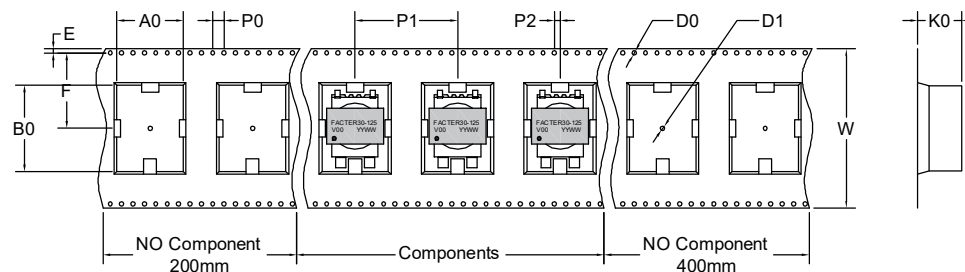 A0 P0 P1 P2 D0 D1 K0
E
F
B0
W
FACTER30-125
V00 YYWW
FACTER30-125
V00 YYWW
FACTER30-125
V00 YYWW
NO Component
200mm
Components
NO Component
400mm